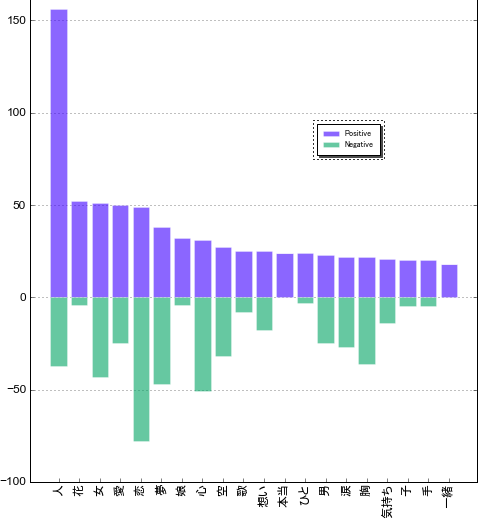 150
100
50
0
−50
−100
Positive
Negative
人
花
女
愛
恋
夢
娘
心
空
歌
想い
本当
ひと
男
涙
胸
気持ち
子
手
一緒